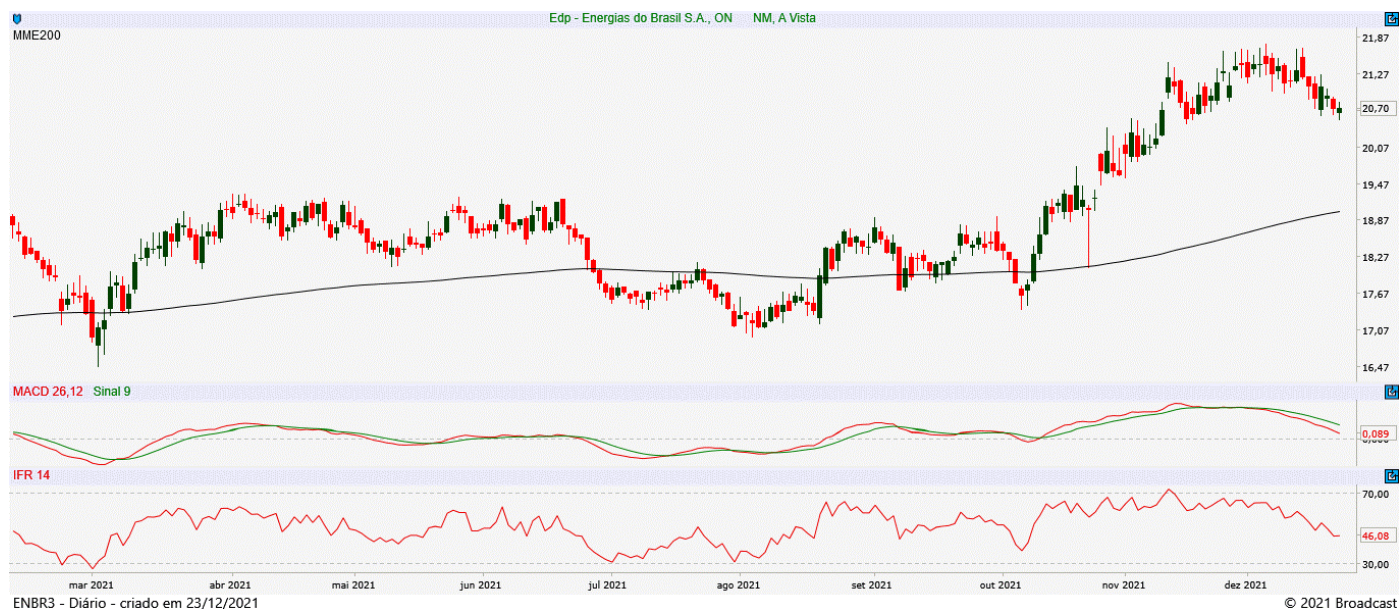 Edp - Energias do Brasil S.A., ON NM, A Vista
MME200
21,87
21,27
20,70
20,07
19,47
18,87
18,27
17,67
17,07
16,47
MACD 26,12 Sinal 9
0,089
IFR 14
70,00
46,08
30,00
mar 2021 abr 2021 mai 2021 jun 2021 jul 2021 ago 2021 set 2021 out 2021 nov 2021 dez 2021
ENBR3 - Diário - criado em 23/12/2021 © 2021 Broadcast